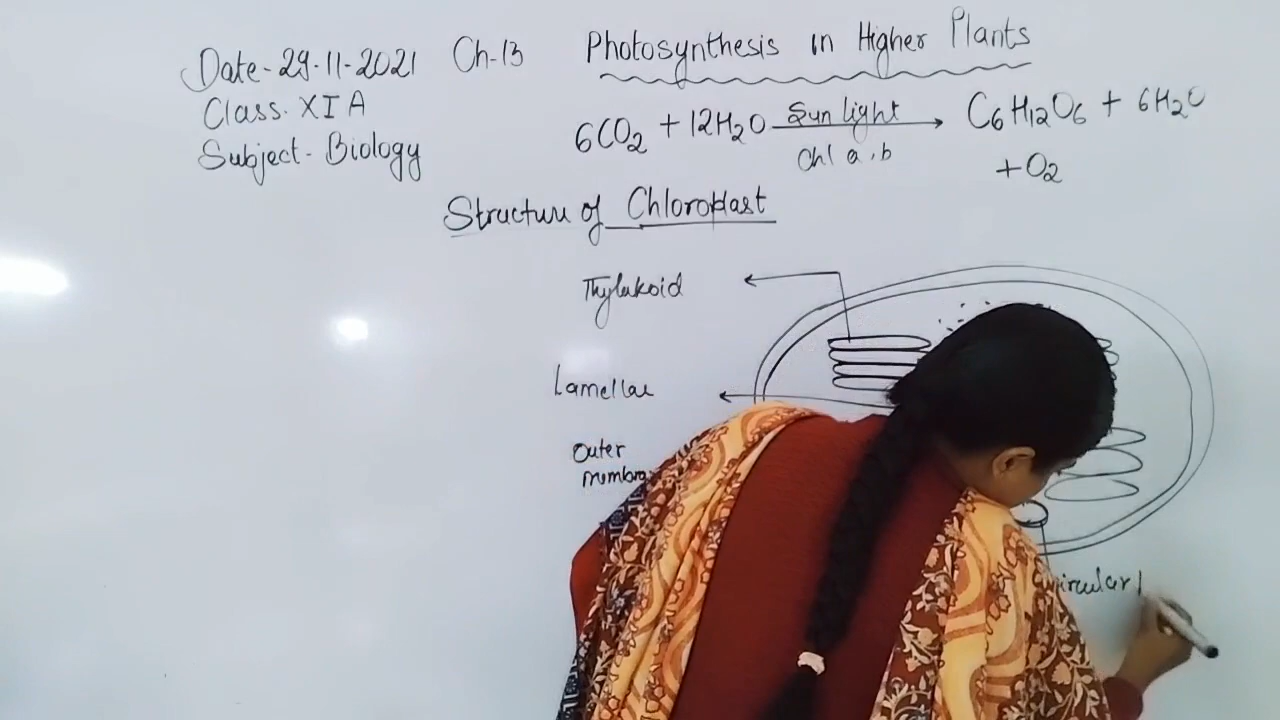 Date-29-11-2021 Ch-13 Photosynthesis in Higher Plants
Class. XI A
Subject- Biology
6CO2 + 12H2O Sun light C6H12O6 + 6H2O
Chl a,b
+O2
Structure of Chloroplast
Thylakoid
Lamellae
Outer
membra
circular